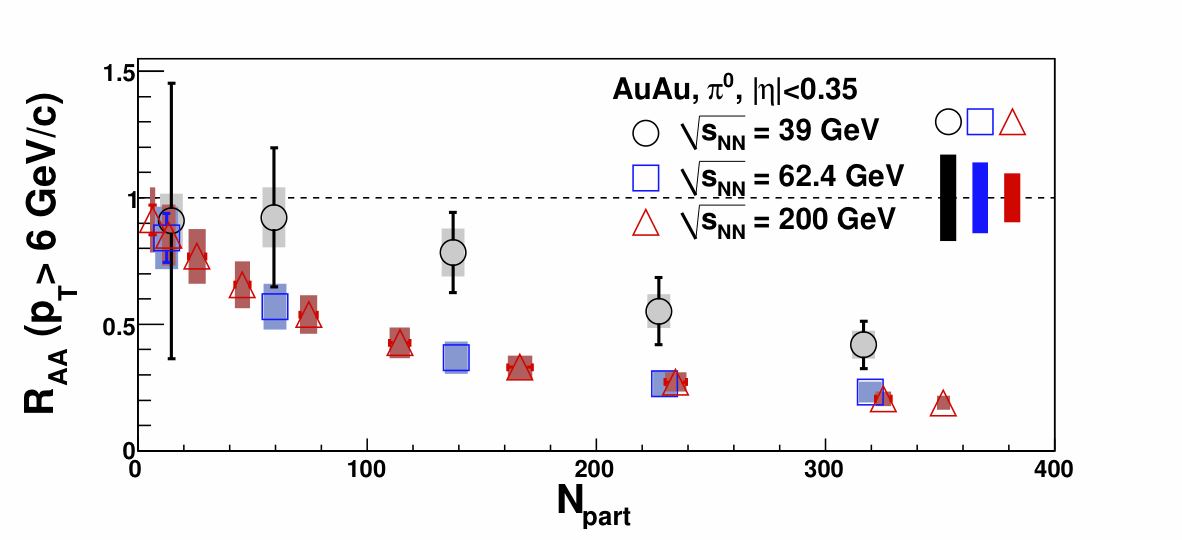 AuAu, π⁰, |η|<0.35
√sNN = 39 GeV
√sNN = 62.4 GeV
√sNN = 200 GeV
RAA (pT > 6 GeV/c)
1.5
1
0.5
0
0 100 200 300 400
Npart